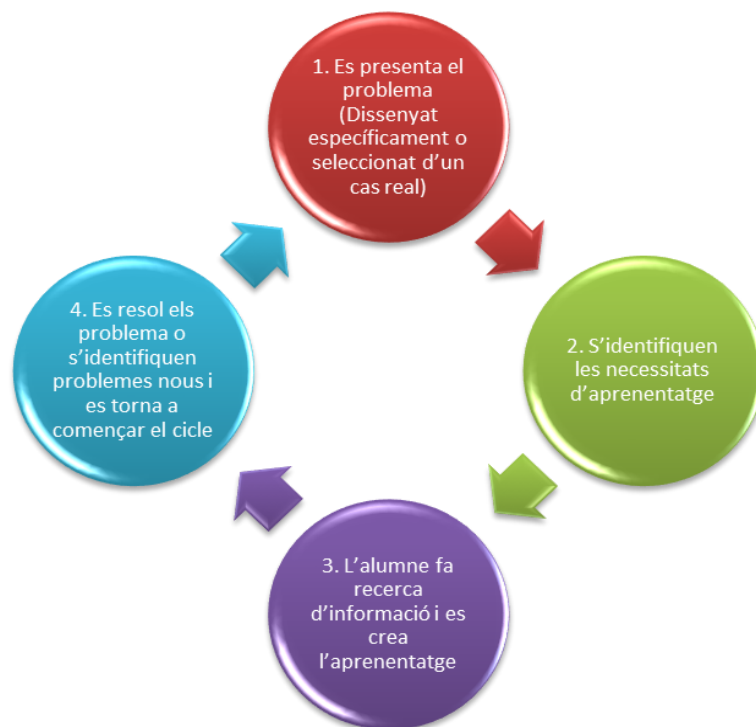 1. Es presenta el
problema
(Dissenyat
específicament o
seleccionat d’un
cas real)
2. S’identifiquen
les necessitats
d’aprenentatge
3. L’alumne fa
recerca
d’informació i es
crea
l’aprenentatge
4. Es resol els
problema o
s’identifiquen
problemes nous i
es torna a
començar el cicle